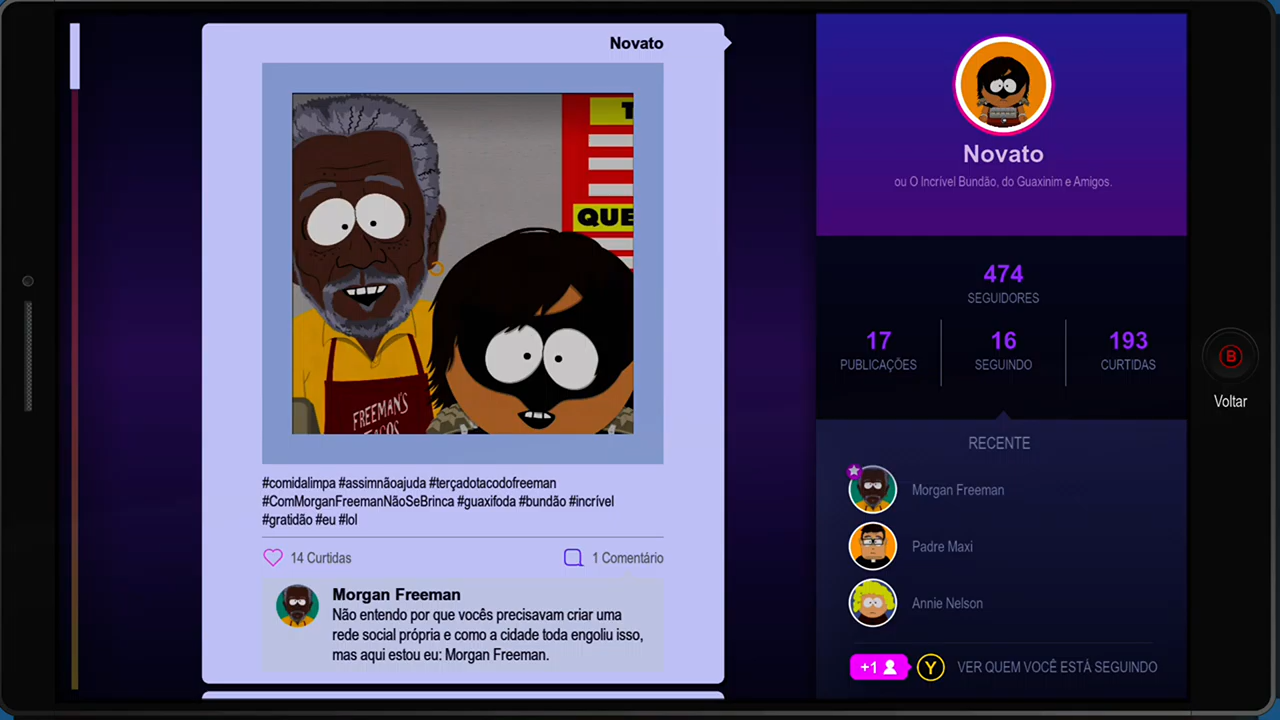 Novato
T
QUE
FREEMAN'S
TACOS
#comidalimpa #assimnãoajuda #terçadotacodofreeman
#ComMorganFreemanNãoSeBrinca #guaxifoda #bundão #incrível
#gratidão #eu #lol
14 Curtidas
1 Comentário
Morgan Freeman
Não entendo por que vocês precisavam criar uma
rede social própria e como a cidade toda engoliu isso,
mas aqui estou eu: Morgan Freeman.
Novato
ou O Incrível Bundão, do Guaxinim e Amigos.
474
SEGUIDORES
17
PUBLICAÇÕES
16
SEGUINDO
193
CURTIDAS
RECENTE
Morgan Freeman
Padre Maxi
Annie Nelson
+1
Y
VER QUEM VOCÊ ESTÁ SEGUINDO
B
Voltar